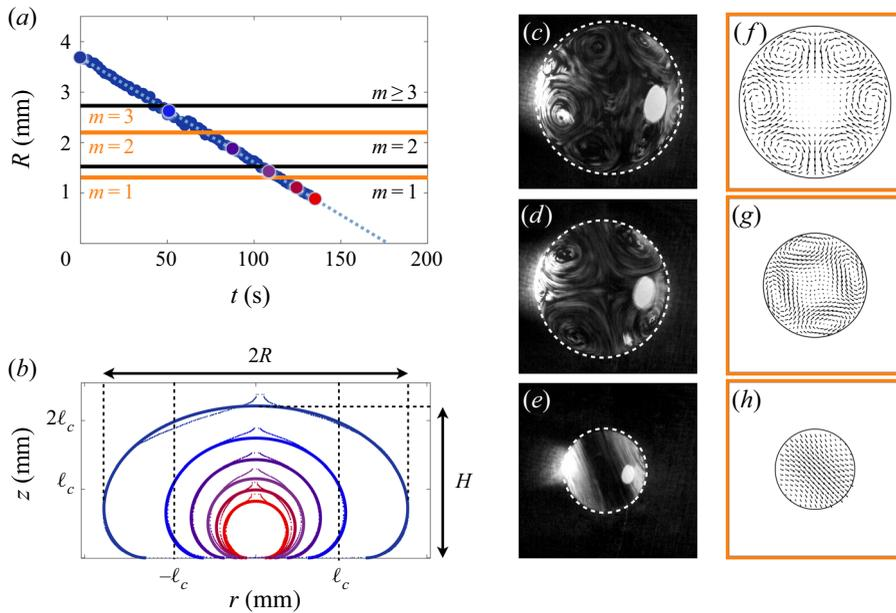 (a)
4
3
2
1
0
R (mm)
m ≥ 3
m = 3
m = 2
m = 2
m = 1
m = 1
0 50 100 150 200
t (s)
(b)
2R
2ℓc
ℓc
z (mm)
H
−ℓc ℓc
r (mm)
(c)
(d)
(e)
(f)
(g)
(h)